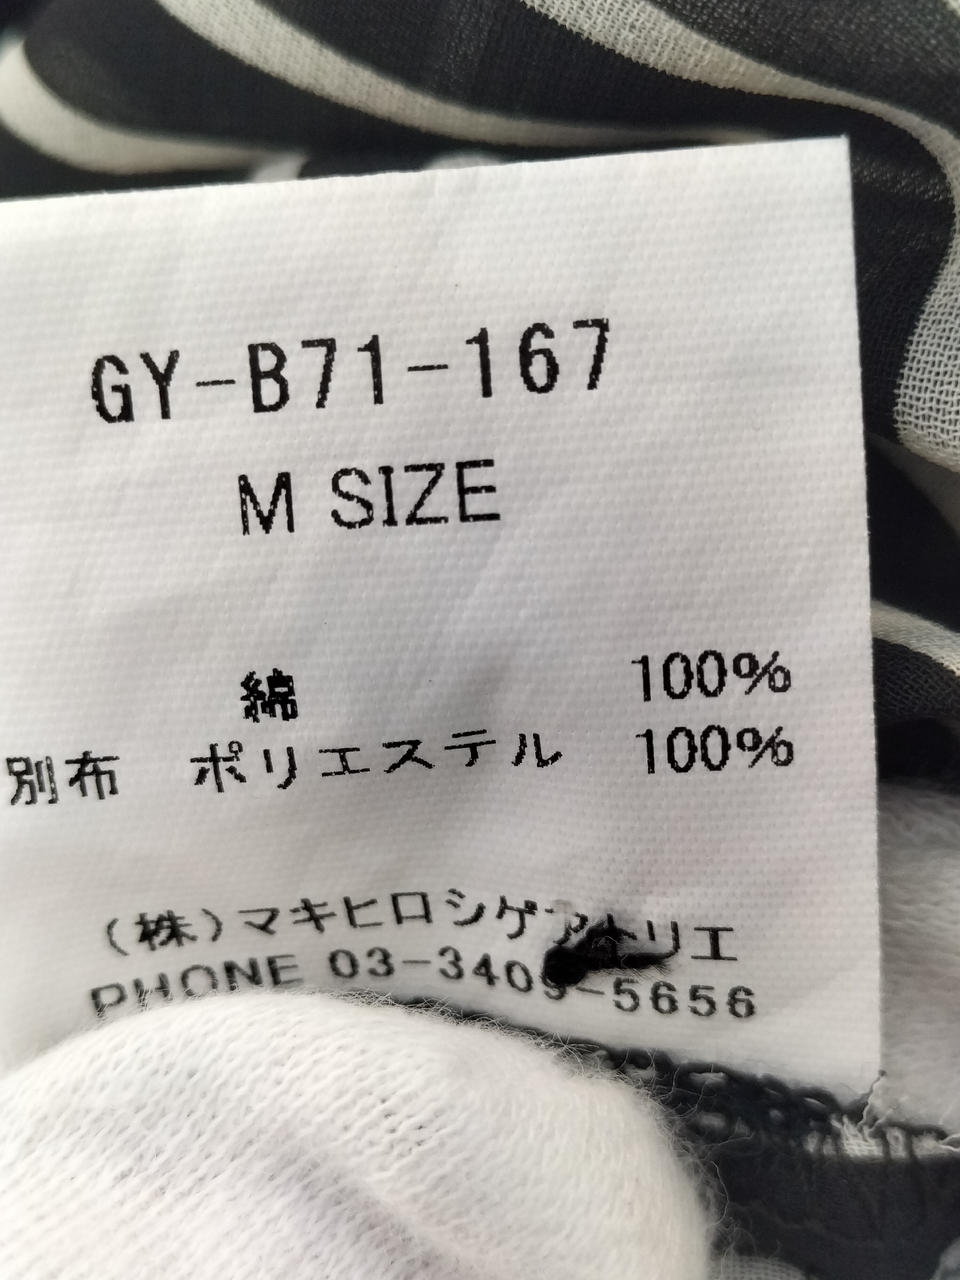 GY-B71-167
M SIZE
綿 100%
別布 ポリエステル 100%
(株)マキヒロシゲアトリエ
PHONE 03-3409-5656